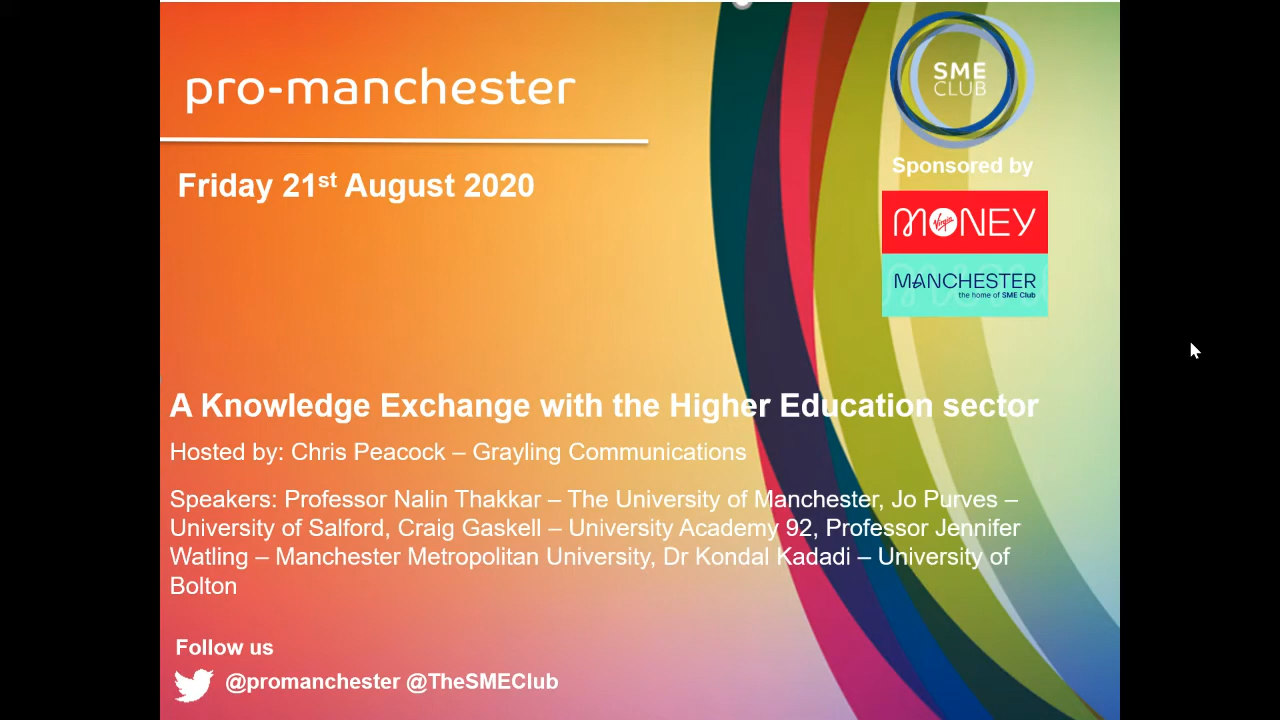 pro-manchester
SME
CLUB
Sponsored by
Virgin
MONEY
MANCHESTER
the home of SME Club
Friday 21st August 2020
A Knowledge Exchange with the Higher Education sector
Hosted by: Chris Peacock – Grayling Communications
Speakers: Professor Nalin Thakkar – The University of Manchester, Jo Purves –
University of Salford, Craig Gaskell – University Academy 92, Professor Jennifer
Watling – Manchester Metropolitan University, Dr Kondal Kadadi – University of
Bolton
Follow us
@promanchester @TheSMEClub